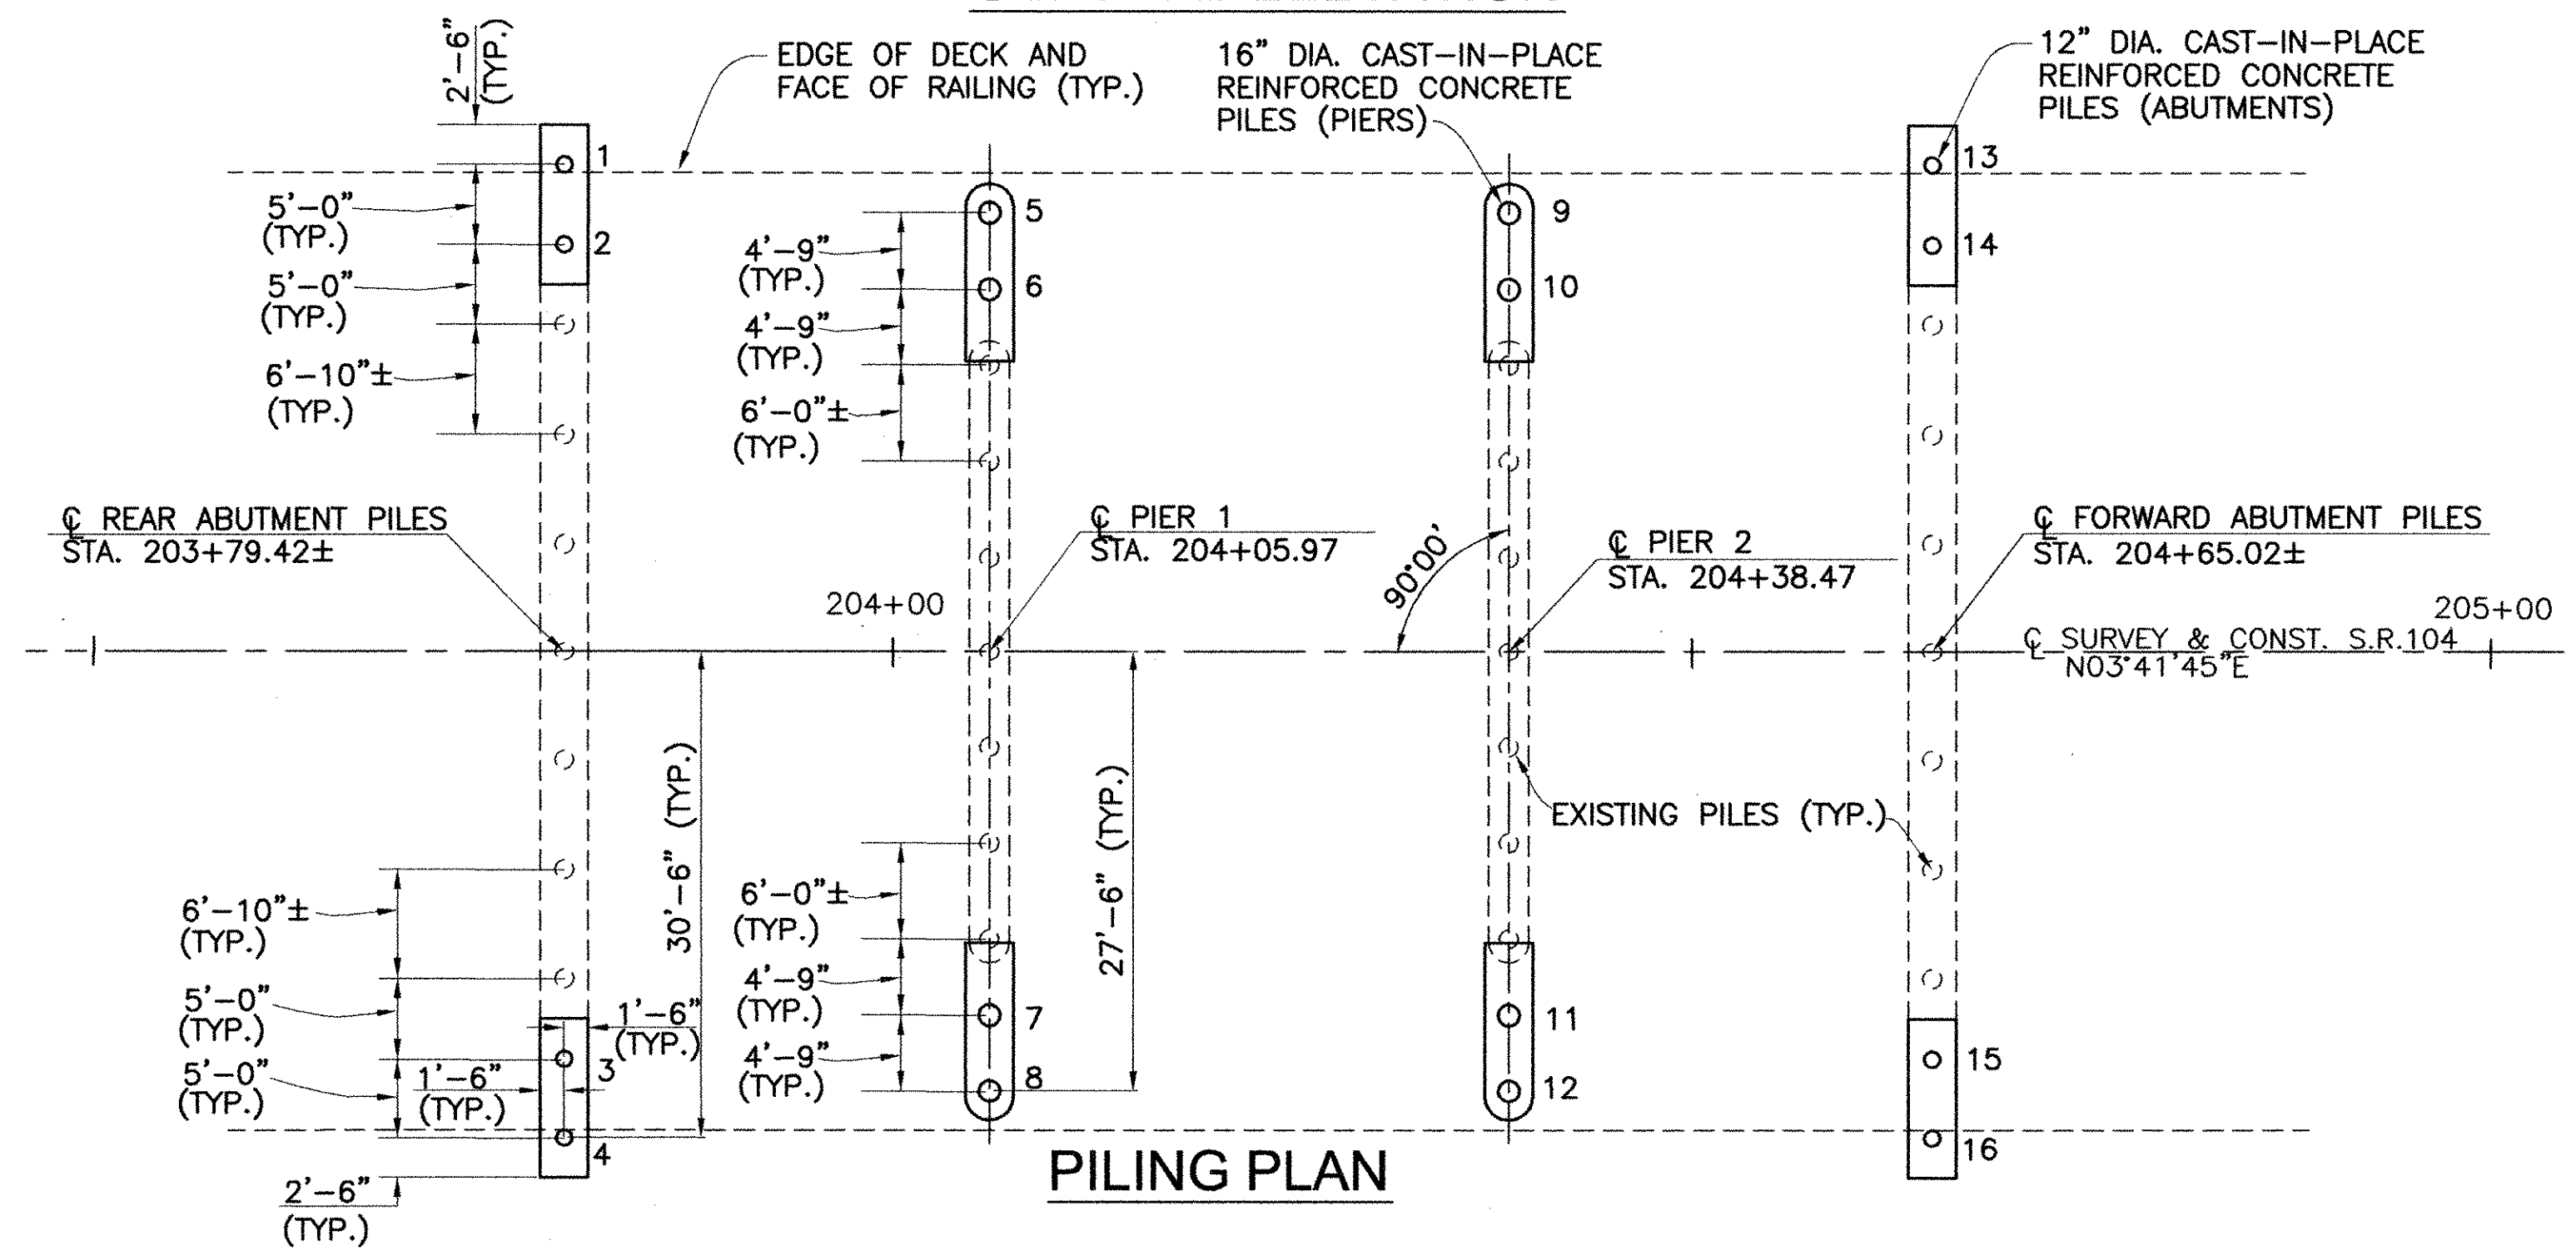 2'-6"
(TYP.)
EDGE OF DECK AND
FACE OF RAILING (TYP.)
16" DIA. CAST-IN-PLACE
REINFORCED CONCRETE
PILES (PIERS)
12" DIA. CAST-IN-PLACE
REINFORCED CONCRETE
PILES (ABUTMENTS)
1
2
5'-0"
(TYP.)
5'-0"
(TYP.)
6'-10"±
(TYP.)
5
6
4'-9"
(TYP.)
4'-9"
(TYP.)
6'-0"±
(TYP.)
9
10
13
14
℄ REAR ABUTMENT PILES
STA. 203+79.42±
℄ PIER 1
STA. 204+05.97
90°00'
℄ PIER 2
STA. 204+38.47
℄ FORWARD ABUTMENT PILES
STA. 204+65.02±
204+00
205+00
℄ SURVEY & CONST. S.R.104
N03°41'45"E
30'-6" (TYP.)
27'-6" (TYP.)
EXISTING PILES (TYP.)
6'-10"±
(TYP.)
5'-0"
(TYP.)
5'-0"
(TYP.)
1'-6"
(TYP.)
1'-6"
(TYP.)
3
4
2'-6"
(TYP.)
6'-0"±
(TYP.)
4'-9"
(TYP.)
4'-9"
(TYP.)
7
8
11
12
15
16
PILING PLAN